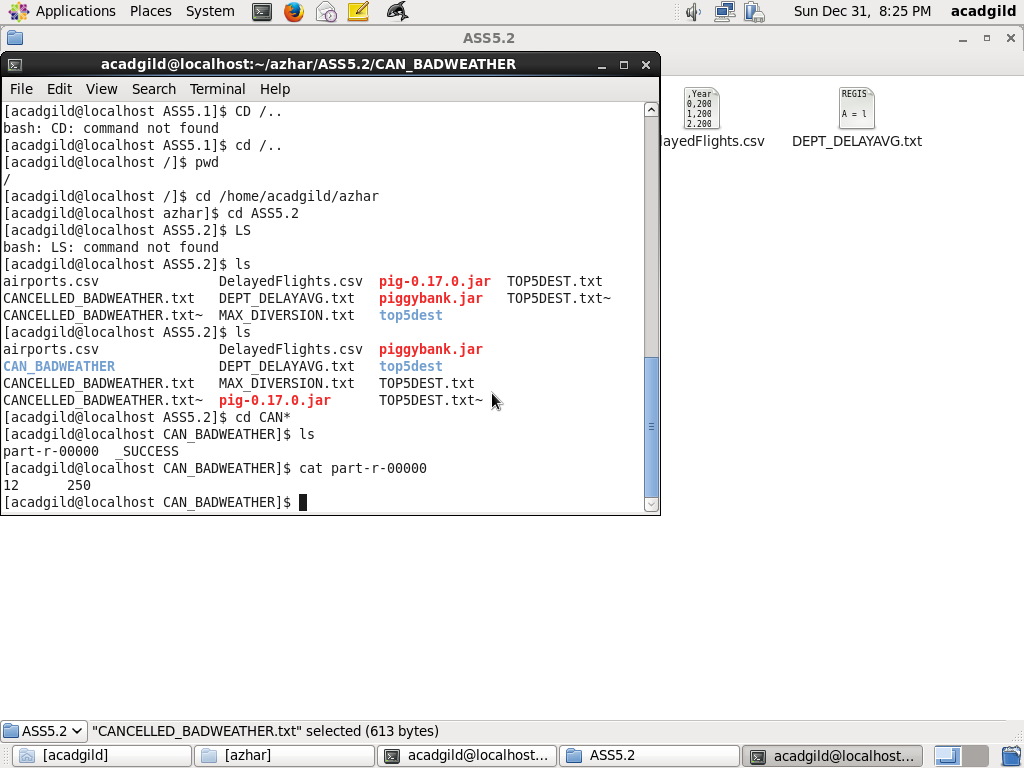 Applications Places System Sun Dec 31, 8:25 PM acadgild
ASS5.2
acadgild@localhost:~/azhar/ASS5.2/CAN_BADWEATHER
File Edit View Search Terminal Help
[acadgild@localhost ASS5.1]$ CD /..
bash: CD: command not found
[acadgild@localhost ASS5.1]$ cd /..
[acadgild@localhost /]$ pwd
/
[acadgild@localhost /]$ cd /home/acadgild/azhar
[acadgild@localhost azhar]$ cd ASS5.2
[acadgild@localhost ASS5.2]$ LS
bash: LS: command not found
[acadgild@localhost ASS5.2]$ ls
airports.csv DelayedFlights.csv pig-0.17.0.jar TOP5DEST.txt
CANCELLED_BADWEATHER.txt DEPT_DELAYAVG.txt piggybank.jar TOP5DEST.txt~
CANCELLED_BADWEATHER.txt~ MAX_DIVERSION.txt top5dest
[acadgild@localhost ASS5.2]$ ls
airports.csv DelayedFlights.csv piggybank.jar
CAN_BADWEATHER DEPT_DELAYAVG.txt top5dest
CANCELLED_BADWEATHER.txt MAX_DIVERSION.txt TOP5DEST.txt
CANCELLED_BADWEATHER.txt~ pig-0.17.0.jar TOP5DEST.txt~
[acadgild@localhost ASS5.2]$ cd CAN*
[acadgild@localhost CAN_BADWEATHER]$ ls
part-r-00000 _SUCCESS
[acadgild@localhost CAN_BADWEATHER]$ cat part-r-00000
12 250
[acadgild@localhost CAN_BADWEATHER]$
,Year
0,200
1,200
2.200
layedFlights.csv
REGIS
A = l
DEPT_DELAYAVG.txt
ASS5.2 "CANCELLED_BADWEATHER.txt" selected (613 bytes)
[acadgild] [azhar] acadgild@localhost... ASS5.2 acadgild@localhost...